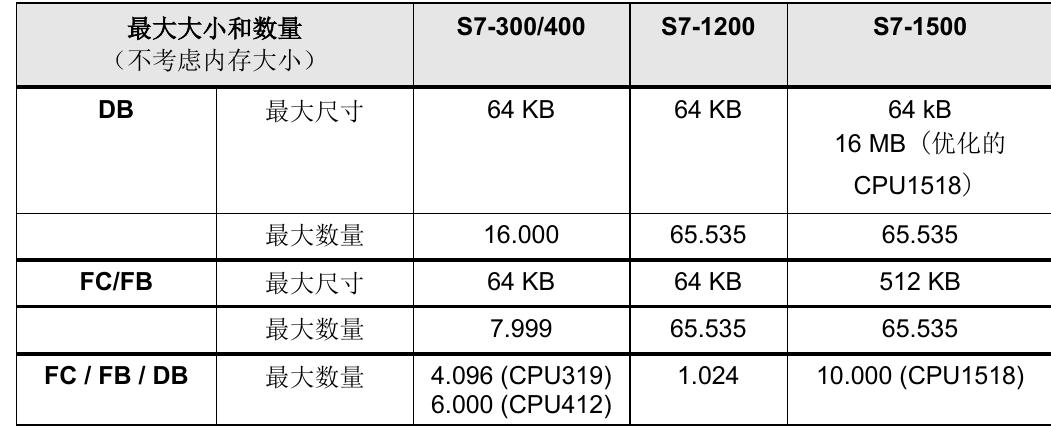 最大大小和数量 S7-300/400 S7-1200 S7-1500
（不考虑内存大小）
DB 最大尺寸 64 KB 64 KB 64 kB
16 MB（优化的
CPU1518）
最大数量 16.000 65.535 65.535
FC/FB 最大尺寸 64 KB 64 KB 512 KB
最大数量 7.999 65.535 65.535
FC / FB / DB 最大数量 4.096 (CPU319) 1.024 10.000 (CPU1518)
6.000 (CPU412)